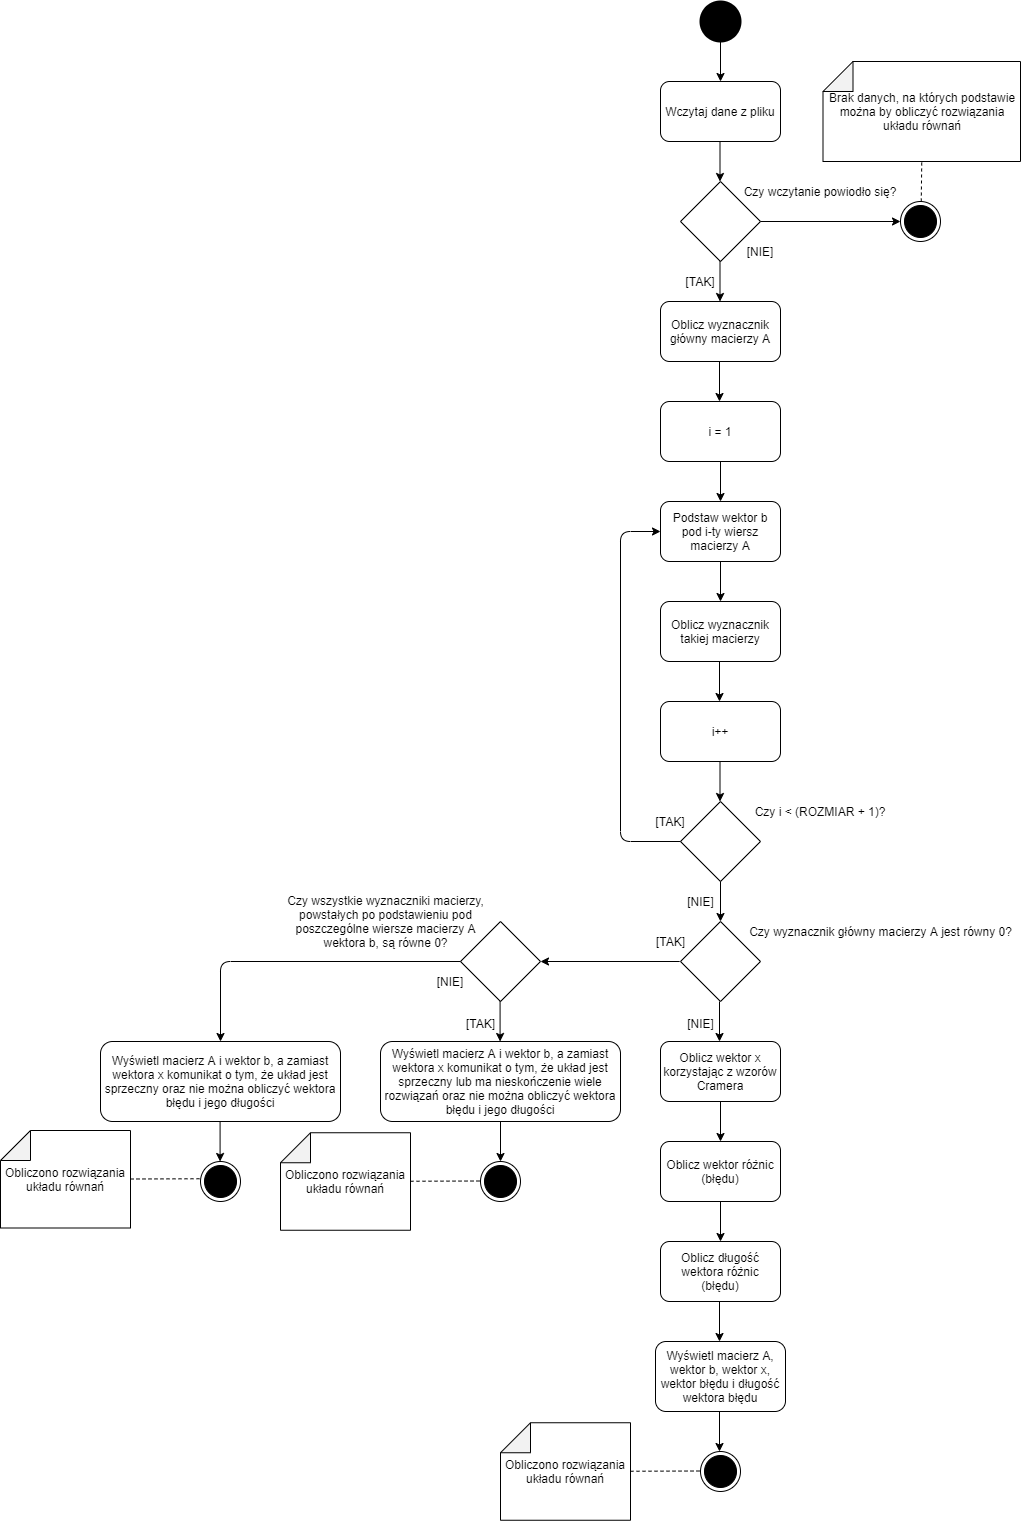 Wczytaj dane z pliku
Brak danych, na których podstawie
można by obliczyć rozwiązania
układu równań
Czy wczytanie powiodło się?
[NIE]
[TAK]
Oblicz wyznacznik
główny macierzy A
i = 1
Podstaw wektor b
pod i-ty wiersz
macierzy A
Oblicz wyznacznik
takiej macierzy
i++
Czy i < (ROZMIAR + 1)?
[TAK]
[NIE]
Czy wyznacznik główny macierzy A jest równy 0?
[TAK]
[NIE]
Czy wszystkie wyznaczniki macierzy,
powstałych po podstawieniu pod
poszczególne wiersze macierzy A
wektora b, są równe 0?
[NIE]
[TAK]
Wyświetl macierz A i wektor b, a zamiast
wektora x komunikat o tym, że układ jest
sprzeczny oraz nie można obliczyć wektora
błędu i jego długości
Wyświetl macierz A i wektor b, a zamiast
wektora x komunikat o tym, że układ jest
sprzeczny lub ma nieskończenie wiele
rozwiązań oraz nie można obliczyć wektora
błędu i jego długości
Oblicz wektor x
korzystając z wzorów
Cramera
Obliczono rozwiązania
układu równań
Obliczono rozwiązania
układu równań
Oblicz wektor różnic
(błędu)
Oblicz długość
wektora różnic
(błędu)
Wyświetl macierz A,
wektor b, wektor x,
wektor błędu i długość
wektora błędu
Obliczono rozwiązania
układu równań